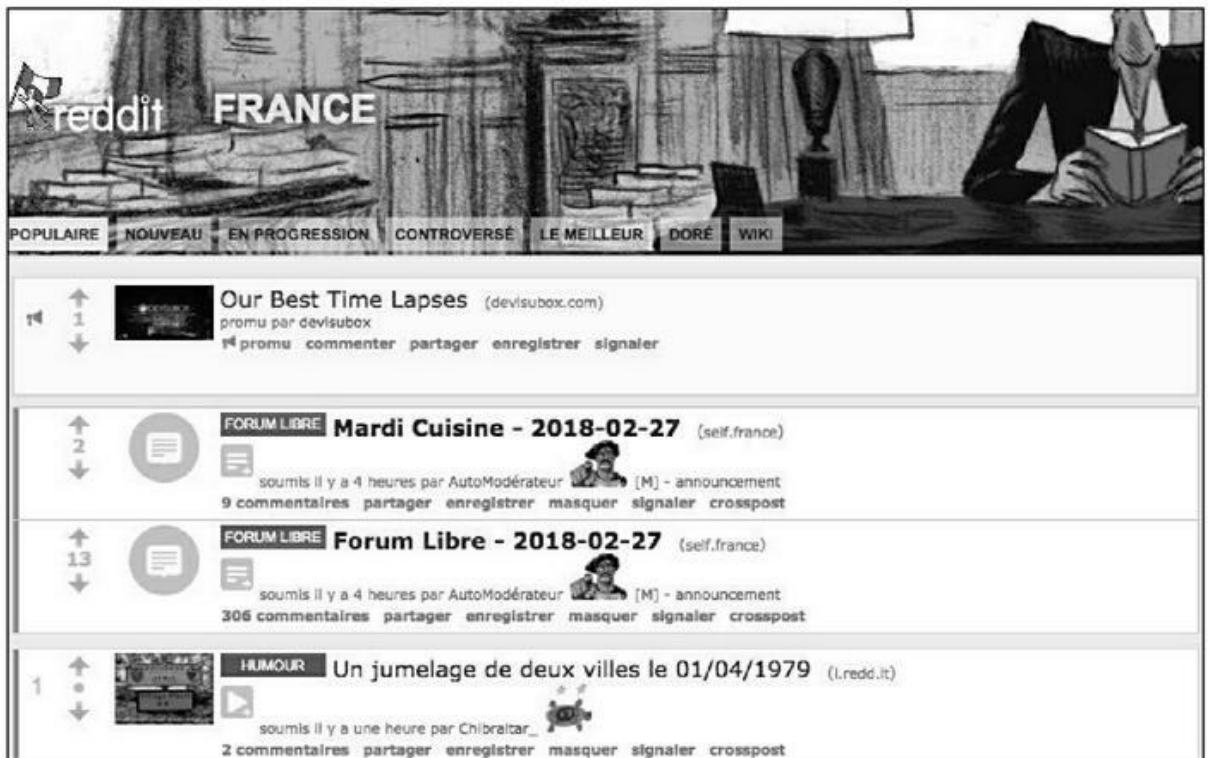 reddit FRANCE
POPULAIRE NOUVEAU EN PROGRESSION CONTROVERSÉ LE MEILLEUR DORÉ WIKI
1
Our Best Time Lapses (devisubox.com)
promu par devisubox
promu commenter partager enregistrer signaler
2
FORUM LIBRE Mardi Cuisine - 2018-02-27 (self.france)
soumis il y a 4 heures par AutoModérateur [M] - announcement
9 commentaires partager enregistrer masquer signaler crosspost
13
FORUM LIBRE Forum Libre - 2018-02-27 (self.france)
soumis il y a 4 heures par AutoModérateur [M] - announcement
306 commentaires partager enregistrer masquer signaler crosspost
1
HUMOUR Un jumelage de deux villes le 01/04/1979 (i.redd.it)
soumis il y a une heure par Chibraltar_
2 commentaires partager enregistrer masquer signaler crosspost